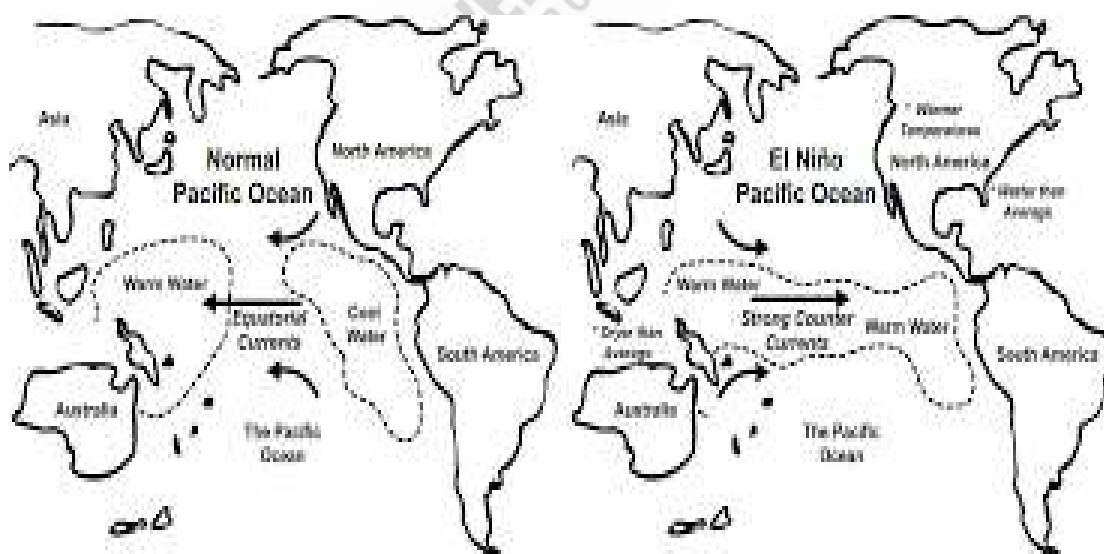 Asia
North America
Normal
Pacific Ocean
Warm Water
Equatorial
Currents
Cool
Water
South America
Australia
The Pacific
Ocean
Asia
* Warmer
Temperatures
North America
El Niño
Pacific Ocean
* Wetter than
Average
Warm Water
Strong Counter
Currents
Warm Water
* Dryer than
Average
South America
Australia
The Pacific
Ocean